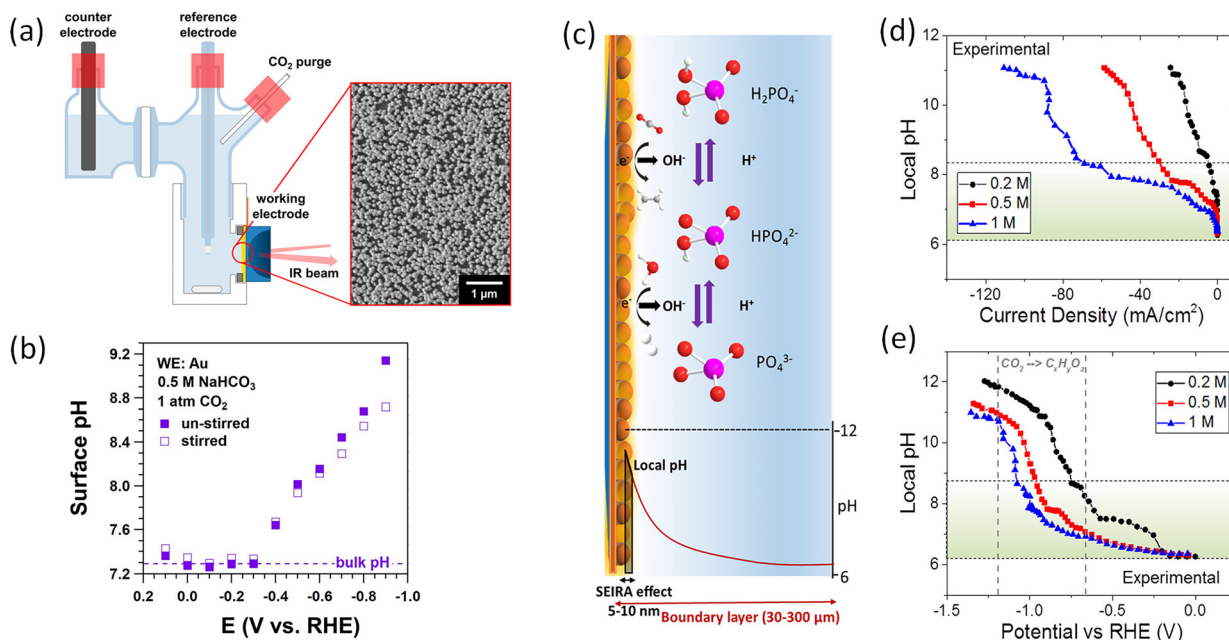 (a)
counter
electrode
reference
electrode
CO2 purge
working
electrode
IR beam
1 µm
(b)
WE: Au
0.5 M NaHCO3
1 atm CO2
un-stirred
stirred
bulk pH
Surface pH
9.2
8.8
8.4
8.0
7.6
7.2
0.2 0.0 -0.2 -0.4 -0.6 -0.8 -1.0
E (V vs. RHE)
(c)
H2PO4-
e- OH- H+
HPO42-
e- OH- H+
PO43-
12
Local pH
pH
6
SEIRA effect
5-10 nm
Boundary layer (30-300 µm)
(d)
Experimental
Local pH
12
10
8
6
0.2 M
0.5 M
1 M
-120 -80 -40 0
Current Density (mA/cm2)
(e)
CO2 --> CxHyOz
0.2 M
0.5 M
1 M
Local pH
12
10
8
6
Experimental
-1.5 -1.0 -0.5 0.0
Potential vs RHE (V)